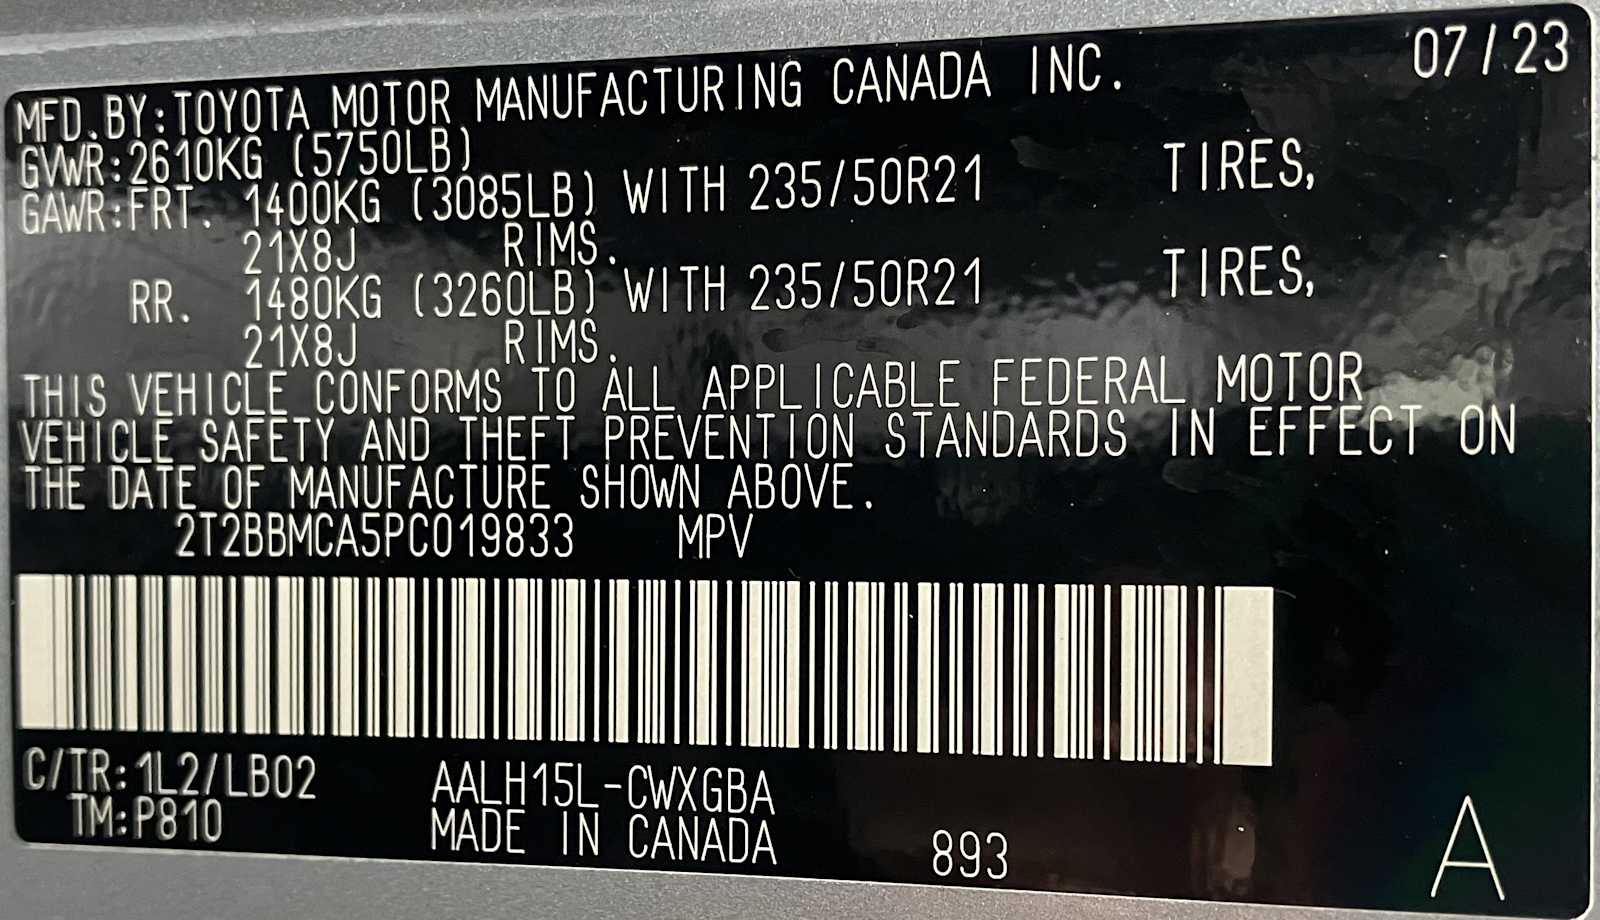 07/23
MFD.BY:TOYOTA MOTOR MANUFACTURING CANADA INC.
GVWR:2610KG (5750LB)
GAWR:FRT. 1400KG (3085LB) WITH 235/50R21 TIRES,
21X8J RIMS.
RR. 1480KG (3260LB) WITH 235/50R21 TIRES,
21X8J RIMS.
THIS VEHICLE CONFORMS TO ALL APPLICABLE FEDERAL MOTOR
VEHICLE SAFETY AND THEFT PREVENTION STANDARDS IN EFFECT ON
THE DATE OF MANUFACTURE SHOWN ABOVE.
2T2BBMCA5PC019833 MPV
C/TR:1L2/LB02 AALH15L-CWXGBA
TM:P810 MADE IN CANADA 893 A